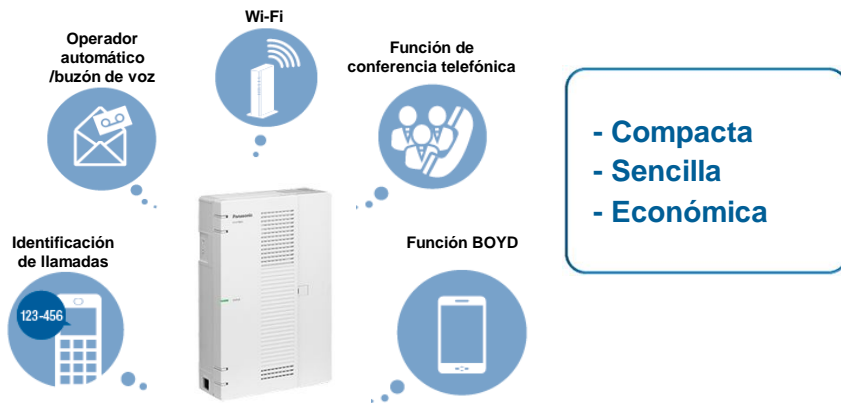 Wi-Fi
Operador
automático
/buzón de voz
Función de
conferencia telefónica
- Compacta
- Sencilla
- Económica
Panasonic
Identificación
de llamadas
Función BOYD
123-456